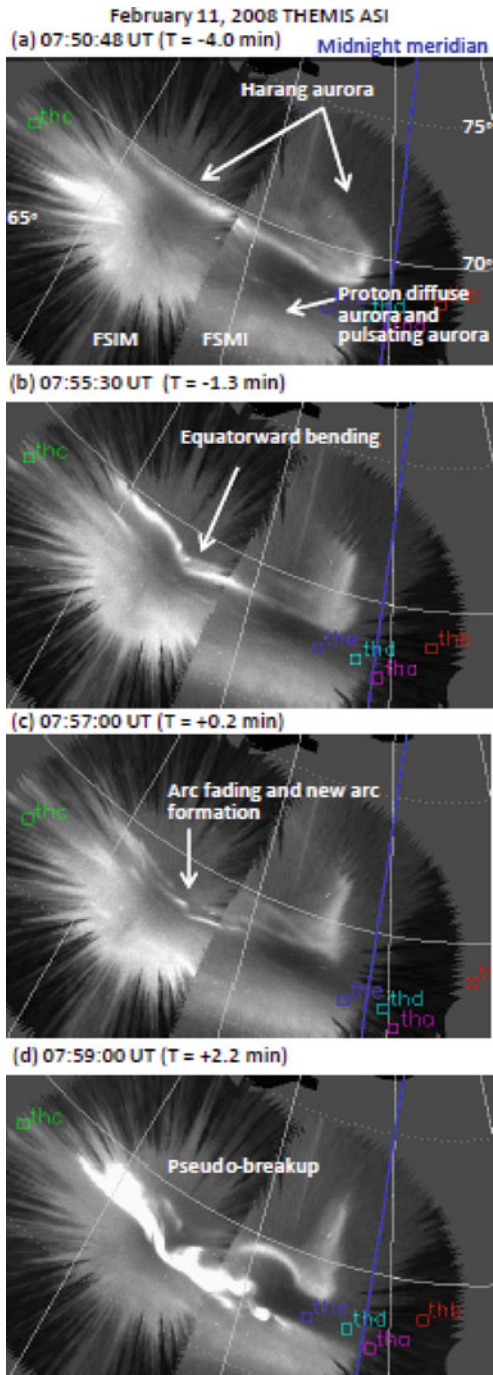 February 11, 2008 THEMIS ASI
(a) 07:50:48 UT (T = -4.0 min)
Midnight meridian
Harang aurora
thc
75°
65°
70°
thb
thd
Proton diffuse
aurora and
pulsating aurora
FSIM
FSMI
(b) 07:55:30 UT (T = -1.3 min)
Equatorward bending
thc
the
thd
thb
tha
(c) 07:57:00 UT (T = +0.2 min)
Arc fading and new arc
formation
thc
the
thd
tha
(d) 07:59:00 UT (T = +2.2 min)
thc
Pseudo-breakup
the
thd
thb
tha